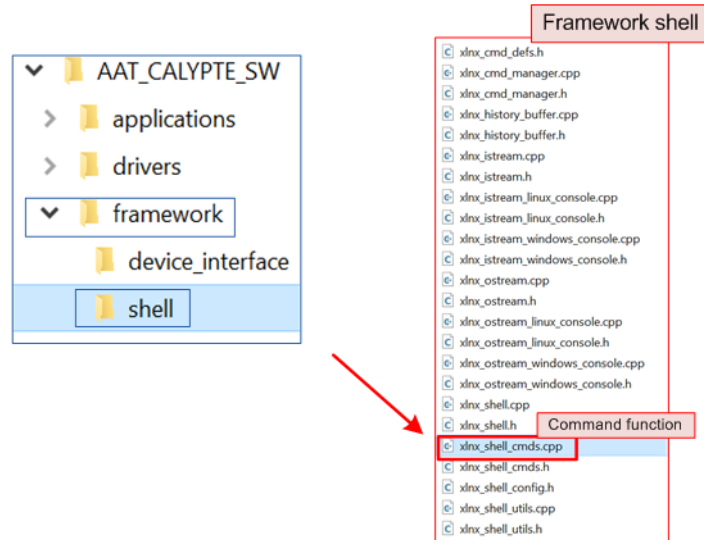 Framework shell
AAT_CALYPTE_SW
applications
drivers
framework
device_interface
shell
xlnx_cmd_defs.h
xlnx_cmd_manager.cpp
xlnx_cmd_manager.h
xlnx_history_buffer.cpp
xlnx_history_buffer.h
xlnx_istream.cpp
xlnx_istream.h
xlnx_istream_linux_console.cpp
xlnx_istream_linux_console.h
xlnx_istream_windows_console.cpp
xlnx_istream_windows_console.h
xlnx_ostream.cpp
xlnx_ostream.h
xlnx_ostream_linux_console.cpp
xlnx_ostream_linux_console.h
xlnx_ostream_windows_console.cpp
xlnx_ostream_windows_console.h
xlnx_shell.cpp
xlnx_shell.h
Command function
xlnx_shell_cmds.cpp
xlnx_shell_cmds.h
xlnx_shell_config.h
xlnx_shell_utils.cpp
xlnx_shell_utils.h